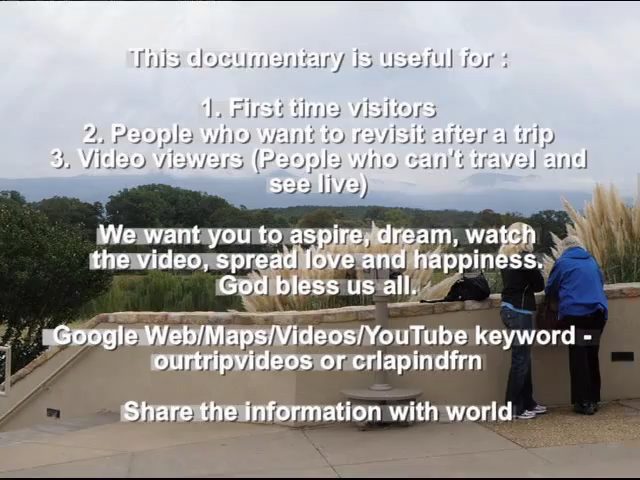 This documentary is useful for :
1. First time visitors
2. People who want to revisit after a trip
3. Video viewers (People who can't travel and
see live)
We want you to aspire, dream, watch
the video, spread love and happiness.
God bless us all.
Google Web/Maps/Videos/YouTube keyword -
ourtripvideos or crlapindfrn
Share the information with world